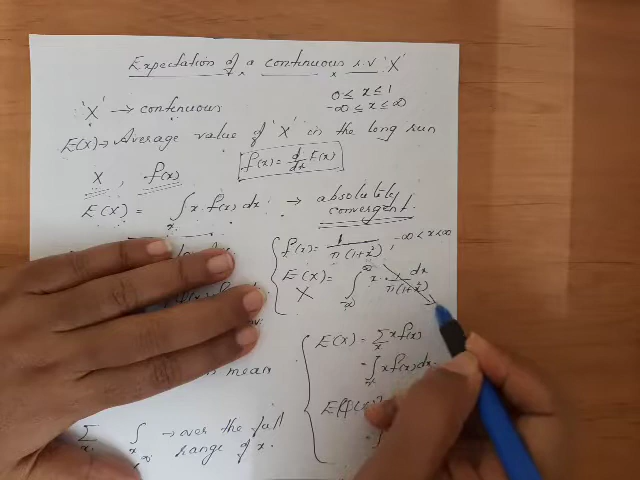 Expectation of a continuous r.v 'X'
'X' → continuous
0 ≤ x ≤ 1
-∞ ≤ x ≤ ∞
E(X) → Average value of 'X' in the long run
f(x) = d/dx F(x)
X , f(x)
E(X) = ∫ x f(x) dx → absolutely convergent
x
f(x) = 1/π(1+x²) , -∞ < x < ∞
E(X) = ∫ x · 1/π(1+x²) dx
-∞ ∞
X
E(X) = Σ x f(x)
x
= ∫ x f(x) dx
mean
Σ ∫ → over the full
x x range of x.